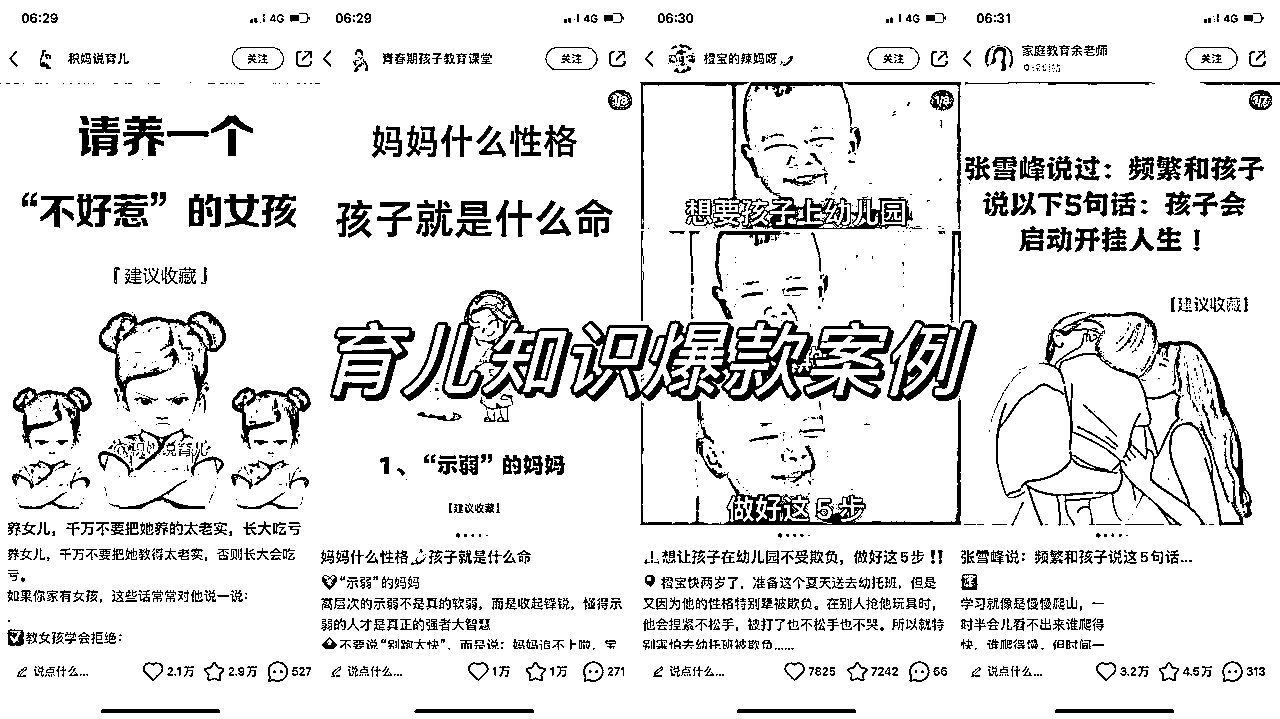 06:29
4G
积妈说育儿
关注
请养一个
“不好惹”的女孩
「建议收藏」
养女儿，千万不要把她养的太老实，长大吃亏
养女儿，千万不要把她教得太老实，否则长大会吃
亏。
如果你家有女孩，这些话常常对他说一说：
.
教女孩学会拒绝：
说点什么...
2.1万
2.9万
527
06:29
4G
青春期孩子教育课堂
关注
妈妈什么性格
孩子就是什么命
1、“示弱”的妈妈
[建议收藏]
妈妈什么性格 孩子就是什么命
“示弱”的妈妈
高层次的示弱不是真的软弱，而是收起锋锐，懂得示
弱的人才是真正的强者大智慧
不要说“别跑太快”，而是说：妈妈追不上啦，宝
说点什么...
1万
1万
271
06:30
4G
橙宝的辣妈呀
关注
想要孩子上幼儿园
做好这5步
想让孩子在幼儿园不受欺负，做好这5步!!
橙宝快两岁了，准备这个夏天送去幼托班，但是
又因为他的性格特别犟被欺负。在别人抢他玩具时，
他会捏紧不松手，被打了也不松手也不哭。所以就特
别害怕去幼托班被欺负......
说点什么...
7825
7242
66
06:31
4G
家庭教育余老师
关注
1/7
张雪峰说过：频繁和孩子
说以下5句话：孩子会
启动开挂人生！
[建议收藏]
张雪峰说：频繁和孩子说这5句话...
学习就像是慢慢爬山，一
时半会儿看不出来谁爬得
快，谁爬得慢，但时间一
说点什么...
3.2万
4.5万
313
育儿知识爆款案例